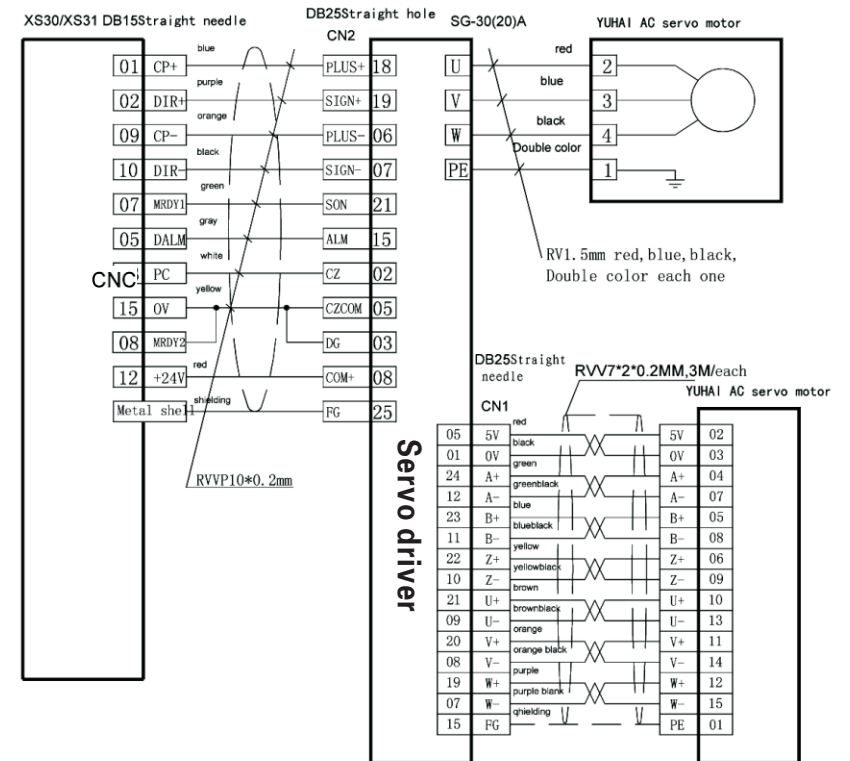 XS30/XS31 DB15Straight needle
DB25Straight hole
CN2
SG-30(20)A
YUHAI AC servo motor
blue
01 CP+ PLUS+ 18
purple
02 DIR+ SIGN+ 19
orange
09 CP- PLUS- 06
black
10 DIR- SIGN- 07
green
07 MRDY1 SON 21
gray
05 DALM ALM 15
white
CNC PC CZ 02
yellow
15 0V CZCOM 05
08 MRDY2 DG 03
red
12 +24V COM+ 08
shielding
Metal shell FG 25
RVVP10*0.2mm
red
U 2
blue
V 3
black
W 4
Double color
PE 1
RV1.5mm red,blue,black,
Double color each one
Servo driver
DB25Straight
needle
CN1
RVV7*2*0.2MM,3M/each
YUHAI AC servo motor
red
05 5V 5V 02
black
01 0V 0V 03
green
24 A+ A+ 04
greenblack
12 A- A- 07
blue
23 B+ B+ 05
blueblack
11 B- B- 08
yellow
22 Z+ Z+ 06
yellowblack
10 Z- Z- 09
brown
21 U+ U+ 10
brownblack
09 U- U- 13
orange
20 V+ V+ 11
orange black
08 V- V- 14
purple
19 W+ W+ 12
purple blank
07 W- W- 15
qhielding
15 FG PE 01